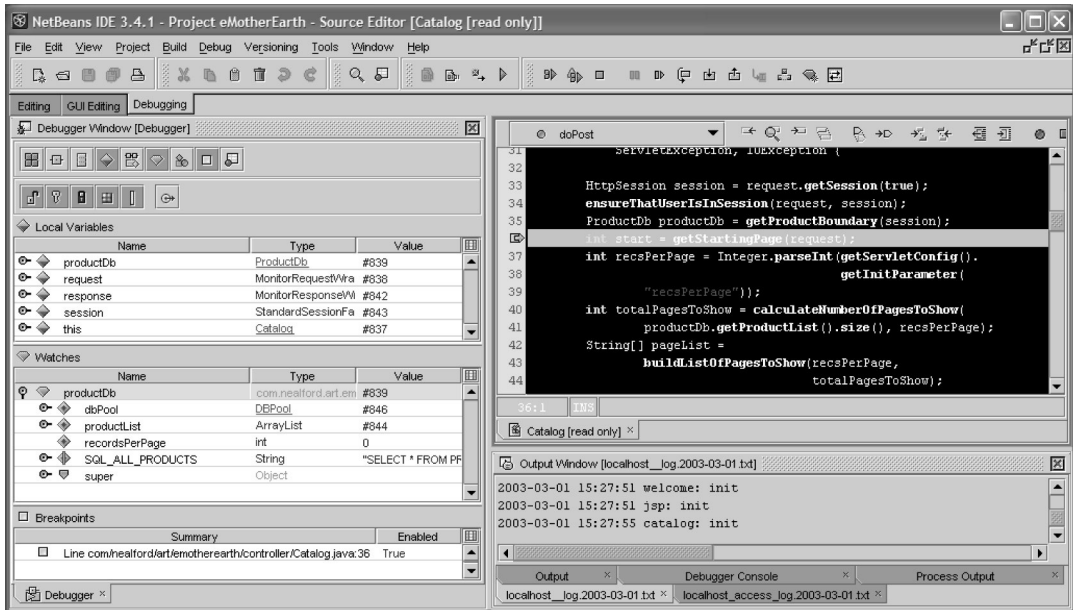 NetBeans IDE 3.4.1 - Project eMotherEarth - Source Editor [Catalog [read only]]
File Edit View Project Build Debug Versioning Tools Window Help
Editing GUI Editing Debugging
Debugger Window [Debugger]
Local Variables
Name Type Value
productDb ProductDb #839
request MonitorRequestWra #838
response MonitorResponseWi #842
session StandardSessionFa #843
this Catalog #837
Watches
Name Type Value
productDb com.nealford.art.em #839
dbPool DBPool #846
productList ArrayList #844
recordsPerPage int 0
SQL_ALL_PRODUCTS String "SELECT * FROM PF
super Object
Breakpoints
Summary Enabled
Line com/nealford/art/emotherearth/controller/Catalog.java:36 True
Debugger
doPost
31 ServletException, IOException {
32
33 HttpSession session = request.getSession(true);
34 ensureThatUserIsInSession(request, session);
35 ProductDb productDb = getProductBoundary(session);
int start = getStartingPage(request);
37 int recsPerPage = Integer.parseInt(getServletConfig().
38 getInitParameter(
39 "recsPerPage"));
40 int totalPagesToShow = calculateNumberOfPagesToShow(
41 productDb.getProductList().size(), recsPerPage);
42 String[] pageList =
43 buildListOfPagesToShow(recsPerPage,
44 totalPagesToShow);
36:1 INS
Catalog [read only]
Output Window [localhost__log.2003-03-01.txt]
2003-03-01 15:27:51 welcome: init
2003-03-01 15:27:51 jsp: init
2003-03-01 15:27:55 catalog: init
Output Debugger Console Process Output
localhost__log.2003-03-01.txt localhost_access_log.2003-03-01.txt